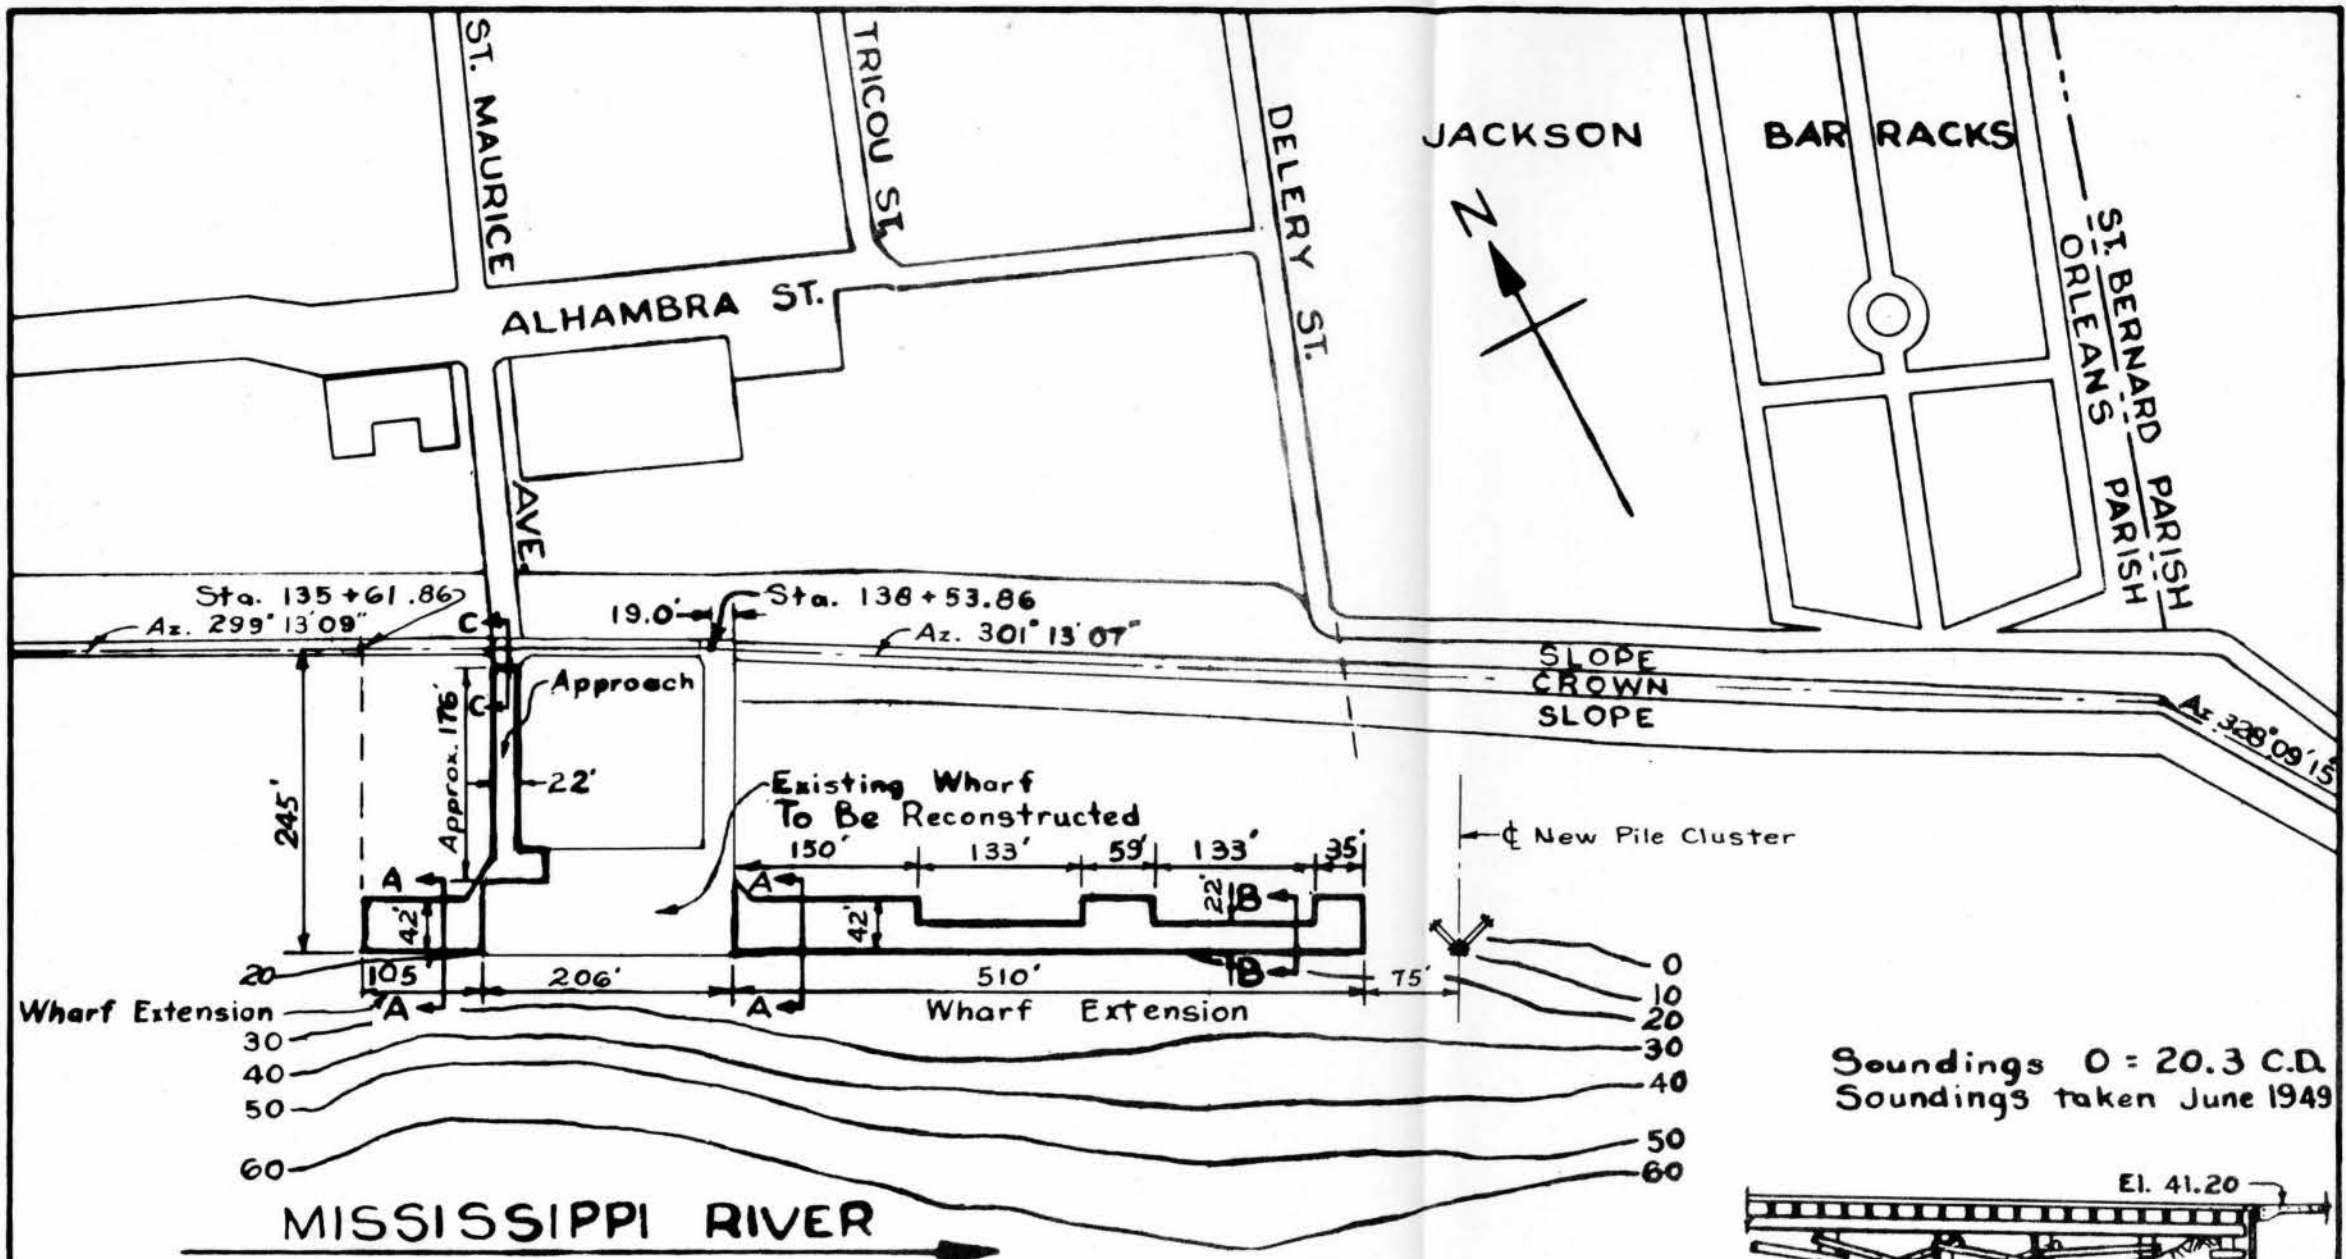 ST. MAURICE
AVE.
TRICOU ST.
DELERY ST.
JACKSON BARRACKS
N
ALHAMBRA ST.
ST. BERNARD PARISH
ORLEANS PARISH
Sta. 135+61.86
Az. 299° 13' 09"
C
19.0'
Sta. 138+53.86
Az. 301° 13' 07"
SLOPE
CROWN
SLOPE
Az 328° 09' 15
Approach
C
Approx. 176'
245'
22'
Existing Wharf
To Be Reconstructed
150' 133' 59' 133' 35'
℄ New Pile Cluster
A A 22' B
42' 42'
20 105 206' 510' B 75' 0
Wharf Extension A A Wharf Extension
10
20
30 30
40 40
50 50
60 60
Soundings 0 = 20.3 C.D.
Soundings taken June 1949
El. 41.20
MISSISSIPPI RIVER